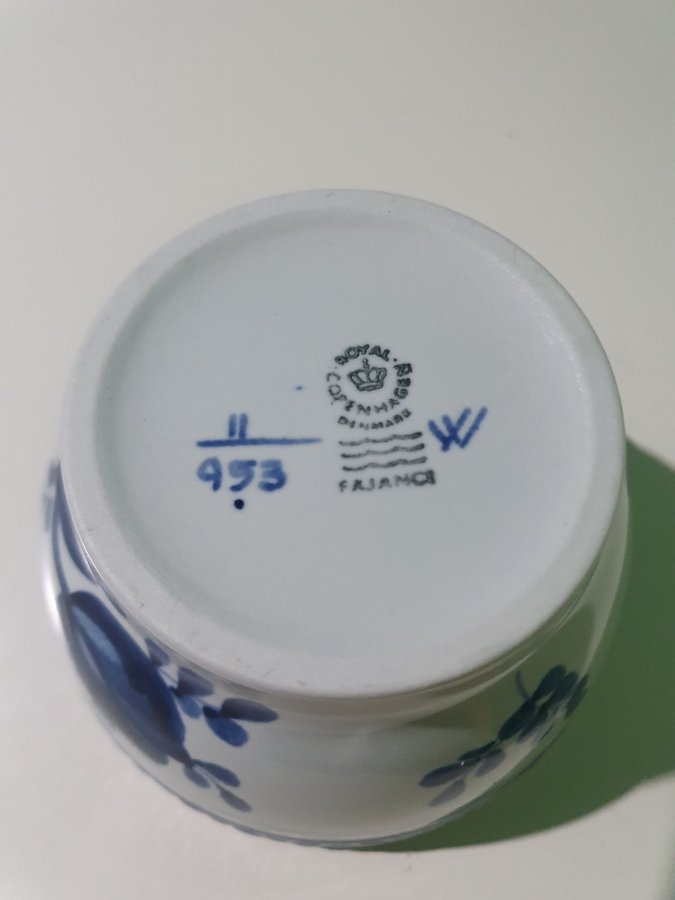 ROYAL · COPENHAGEN ·
DENMARK
FAJANCE
11
953
W